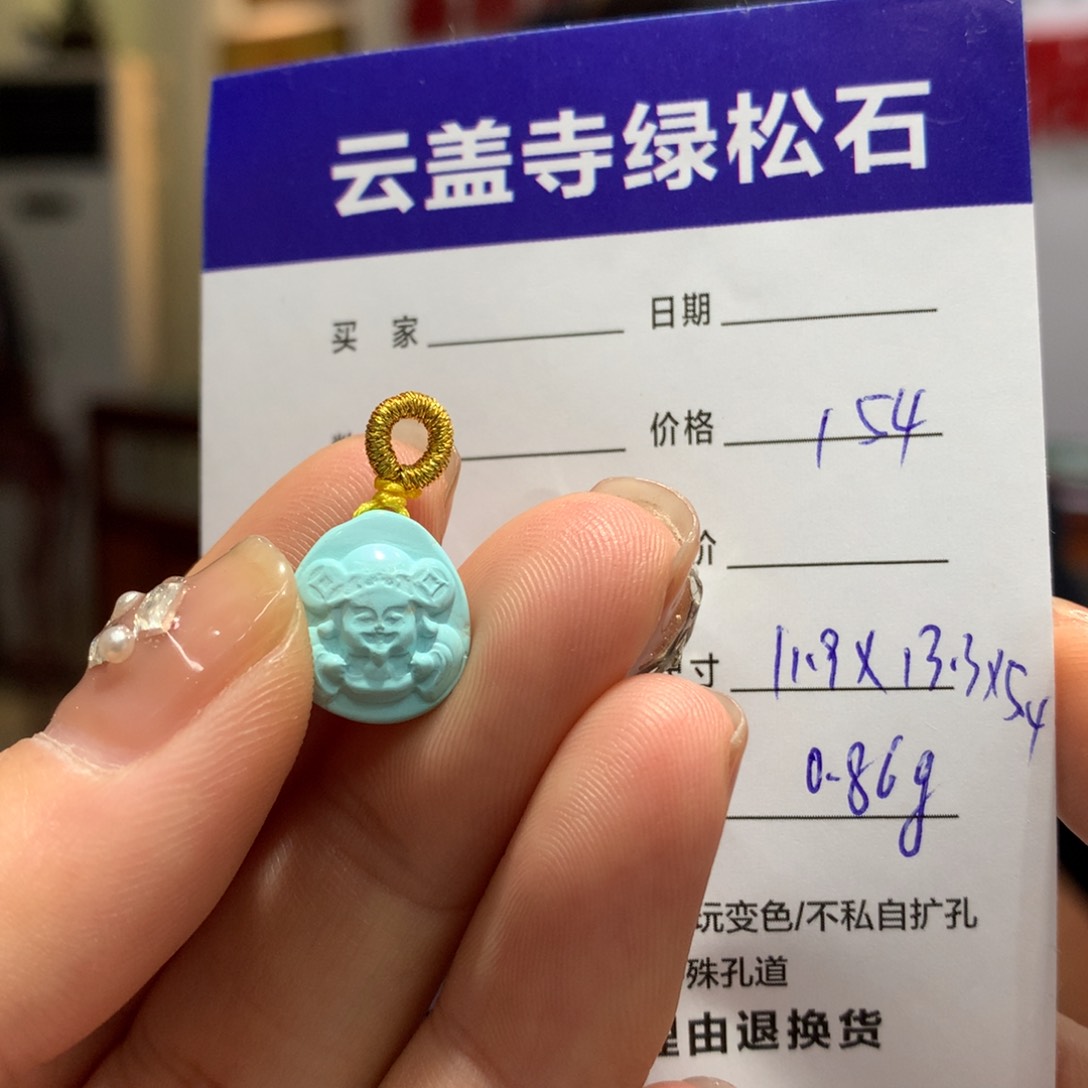 云盖寺绿松石
买 家 日期
价格 154
价
寸 11.9X13.3X5.4
0.86g
玩变色/不私自扩孔
殊孔道
理由退换货